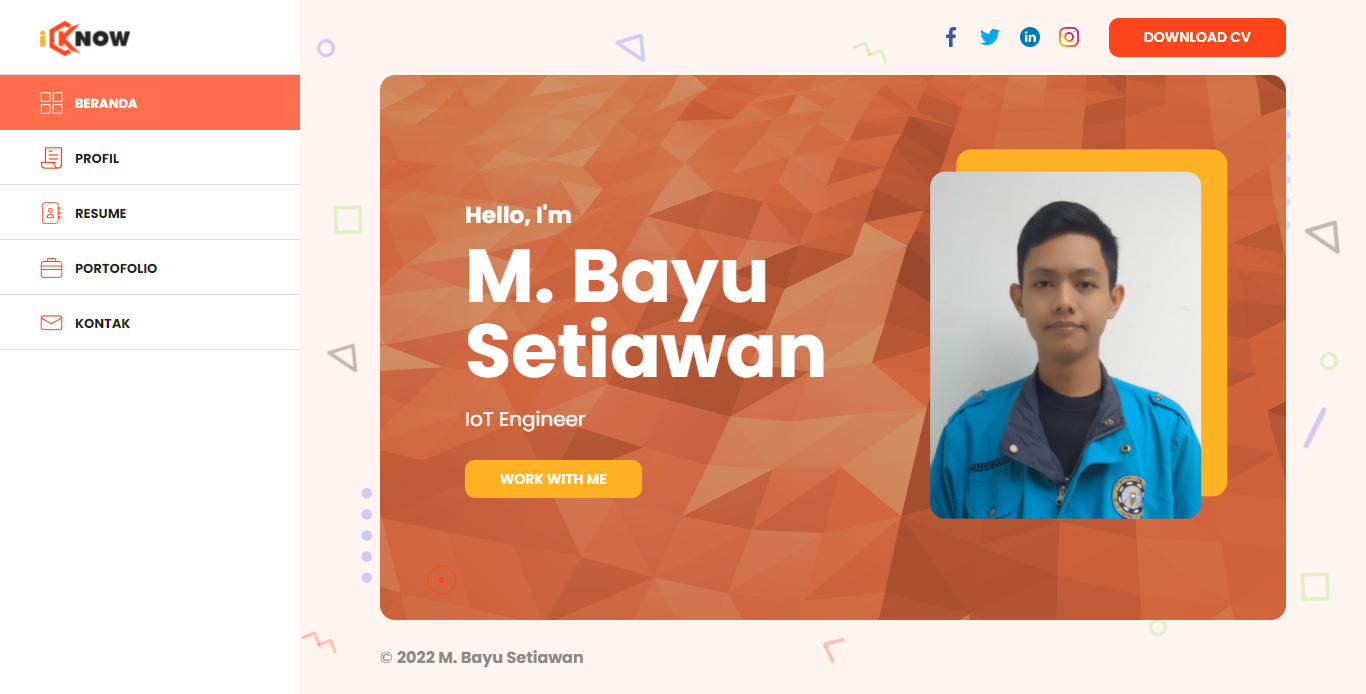 iKNOW
BERANDA
PROFIL
RESUME
PORTOFOLIO
KONTAK
DOWNLOAD CV
Hello, I'm
M. Bayu
Setiawan
IoT Engineer
WORK WITH ME
© 2022 M. Bayu Setiawan